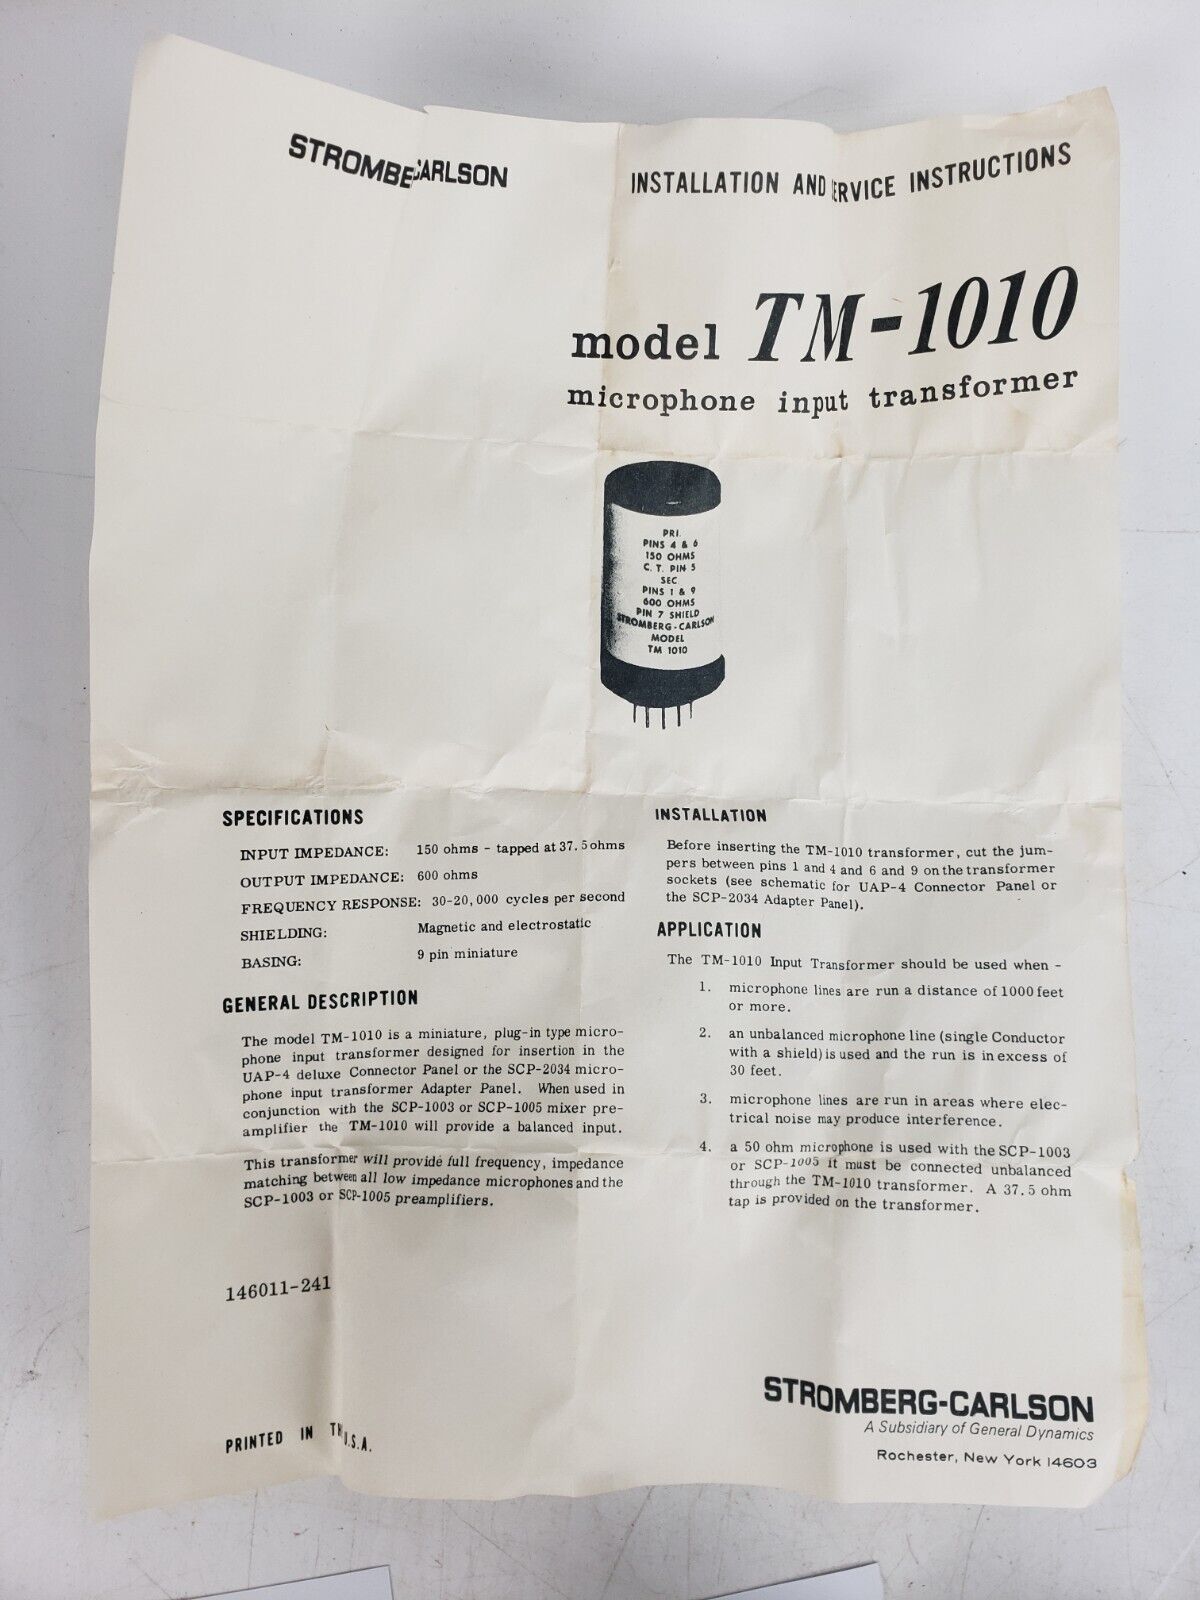 STROMBE CARLSON
INSTALLATION AND ERVICE INSTRUCTIONS
model TM-1010
microphone input transformer
PRI.
PINS 4 & 6
150 OHMS
C. T. PIN 5
SEC
PINS 1 & 9
600 OHMS
PIN 7 SHIELD
STROMBERG-CARLSON
MODEL
TM 1010
SPECIFICATIONS
INPUT IMPEDANCE: 150 ohms - tapped at 37.5 ohms
OUTPUT IMPEDANCE: 600 ohms
FREQUENCY RESPONSE: 30-20,000 cycles per second
SHIELDING: Magnetic and electrostatic
BASING: 9 pin miniature
GENERAL DESCRIPTION
The model TM-1010 is a miniature, plug-in type micro-
phone input transformer designed for insertion in the
UAP-4 deluxe Connector Panel or the SCP-2034 micro-
phone input transformer Adapter Panel. When used in
conjunction with the SCP-1003 or SCP-1005 mixer pre-
amplifier the TM-1010 will provide a balanced input.
This transformer will provide full frequency, impedance
matching between all low impedance microphones and the
SCP-1003 or SCP-1005 preamplifiers.
146011-241
PRINTED IN TH U.S.A.
INSTALLATION
Before inserting the TM-1010 transformer, cut the jum-
pers between pins 1 and 4 and 6 and 9 on the transformer
sockets (see schematic for UAP-4 Connector Panel or
the SCP-2034 Adapter Panel).
APPLICATION
The TM-1010 Input Transformer should be used when -
1. microphone lines are run a distance of 1000 feet
or more.
2. an unbalanced microphone line (single Conductor
with a shield) is used and the run is in excess of
30 feet.
3. microphone lines are run in areas where elec-
trical noise may produce interference.
4. a 50 ohm microphone is used with the SCP-1003
or SCP-1005 it must be connected unbalanced
through the TM-1010 transformer. A 37.5 ohm
tap is provided on the transformer.
STROMBERG-CARLSON
A Subsidiary of General Dynamics
Rochester, New York 14603